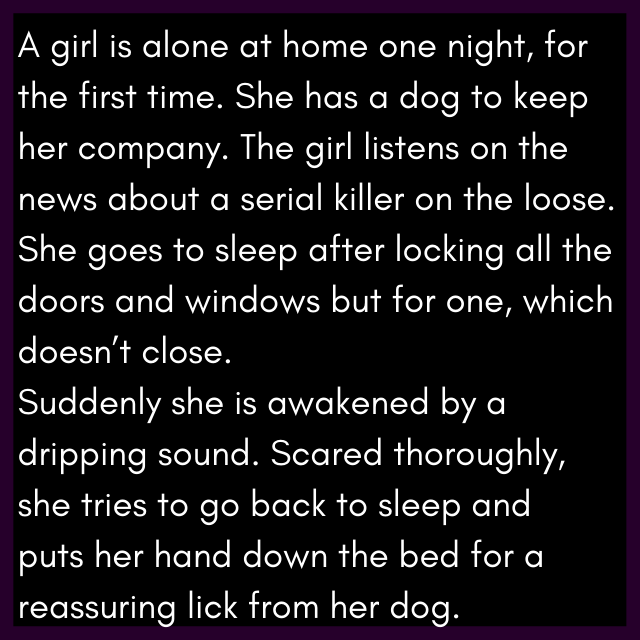 A girl is alone at home one night, for
the first time. She has a dog to keep
her company. The girl listens on the
news about a serial killer on the loose.
She goes to sleep after locking all the
doors and windows but for one, which
doesn’t close.
Suddenly she is awakened by a
dripping sound. Scared thoroughly,
she tries to go back to sleep and
puts her hand down the bed for a
reassuring lick from her dog.